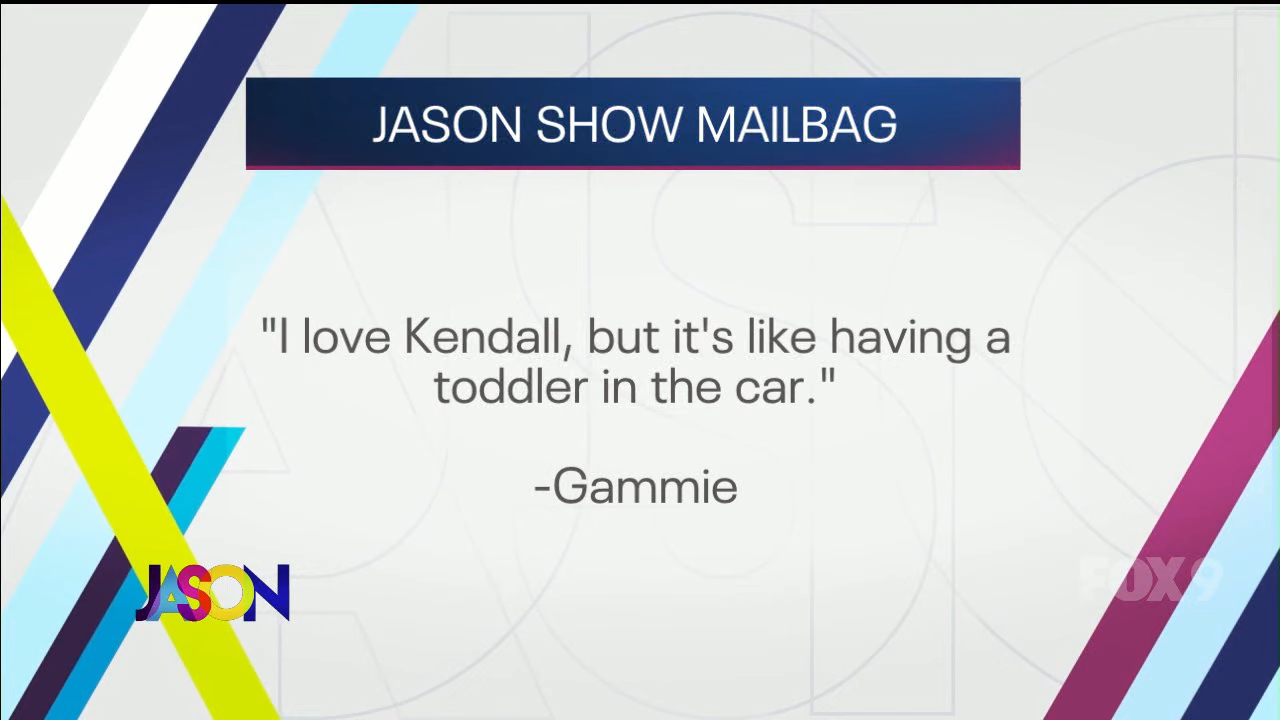 JASON SHOW MAILBAG
"I love Kendall, but it's like having a
toddler in the car."
-Gammie
JASON
FOX 9